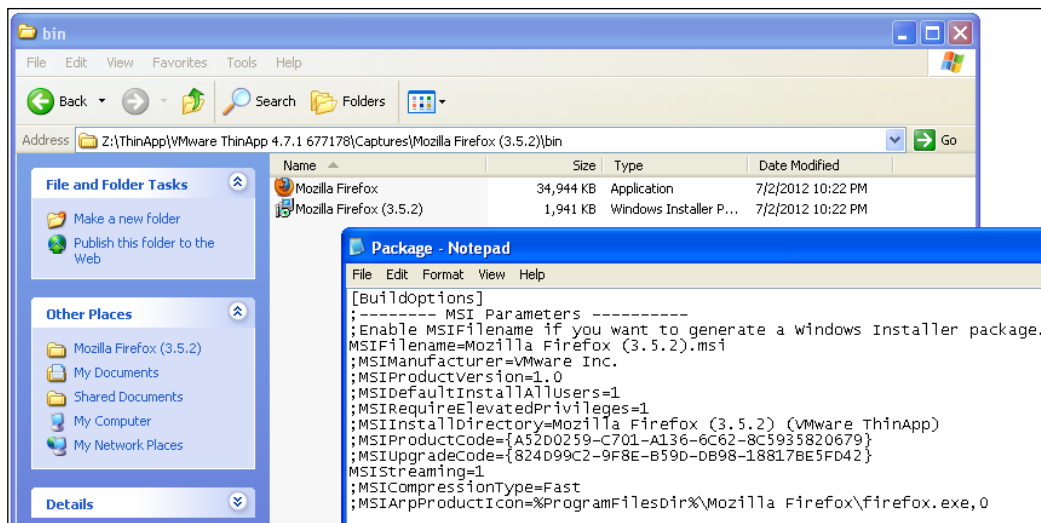 bin
File Edit View Favorites Tools Help
Back Search Folders
Address Z:\ThinApp\VMware ThinApp 4.7.1 677178\Captures\Mozilla Firefox (3.5.2)\bin Go
Name Size Type Date Modified
Mozilla Firefox 34,944 KB Application 7/2/2012 10:22 PM
Mozilla Firefox (3.5.2) 1,941 KB Windows Installer P... 7/2/2012 10:22 PM
File and Folder Tasks
Make a new folder
Publish this folder to the
Web
Other Places
Mozilla Firefox (3.5.2)
My Documents
Shared Documents
My Computer
My Network Places
Details
Package - Notepad
File Edit Format View Help
[BuildOptions]
;-------- MSI Parameters ----------
;Enable MSIFilename if you want to generate a Windows Installer package.
MSIFilename=Mozilla Firefox (3.5.2).msi
;MSIManufacturer=VMware Inc.
;MSIProductVersion=1.0
;MSIDefaultInstallAllUsers=1
;MSIRequireElevatedPrivileges=1
;MSIInstallDirectory=Mozilla Firefox (3.5.2) (VMware ThinApp)
;MSIProductCode={A52D0259-C701-A136-6C62-8C5935820679}
;MSIUpgradeCode={824D99C2-9F8E-B59D-DB98-18817BE5FD42}
MSIStreaming=1
;MSICompressionType=Fast
;MSIArpProductIcon=%ProgramFilesDir%\Mozilla Firefox\firefox.exe,0